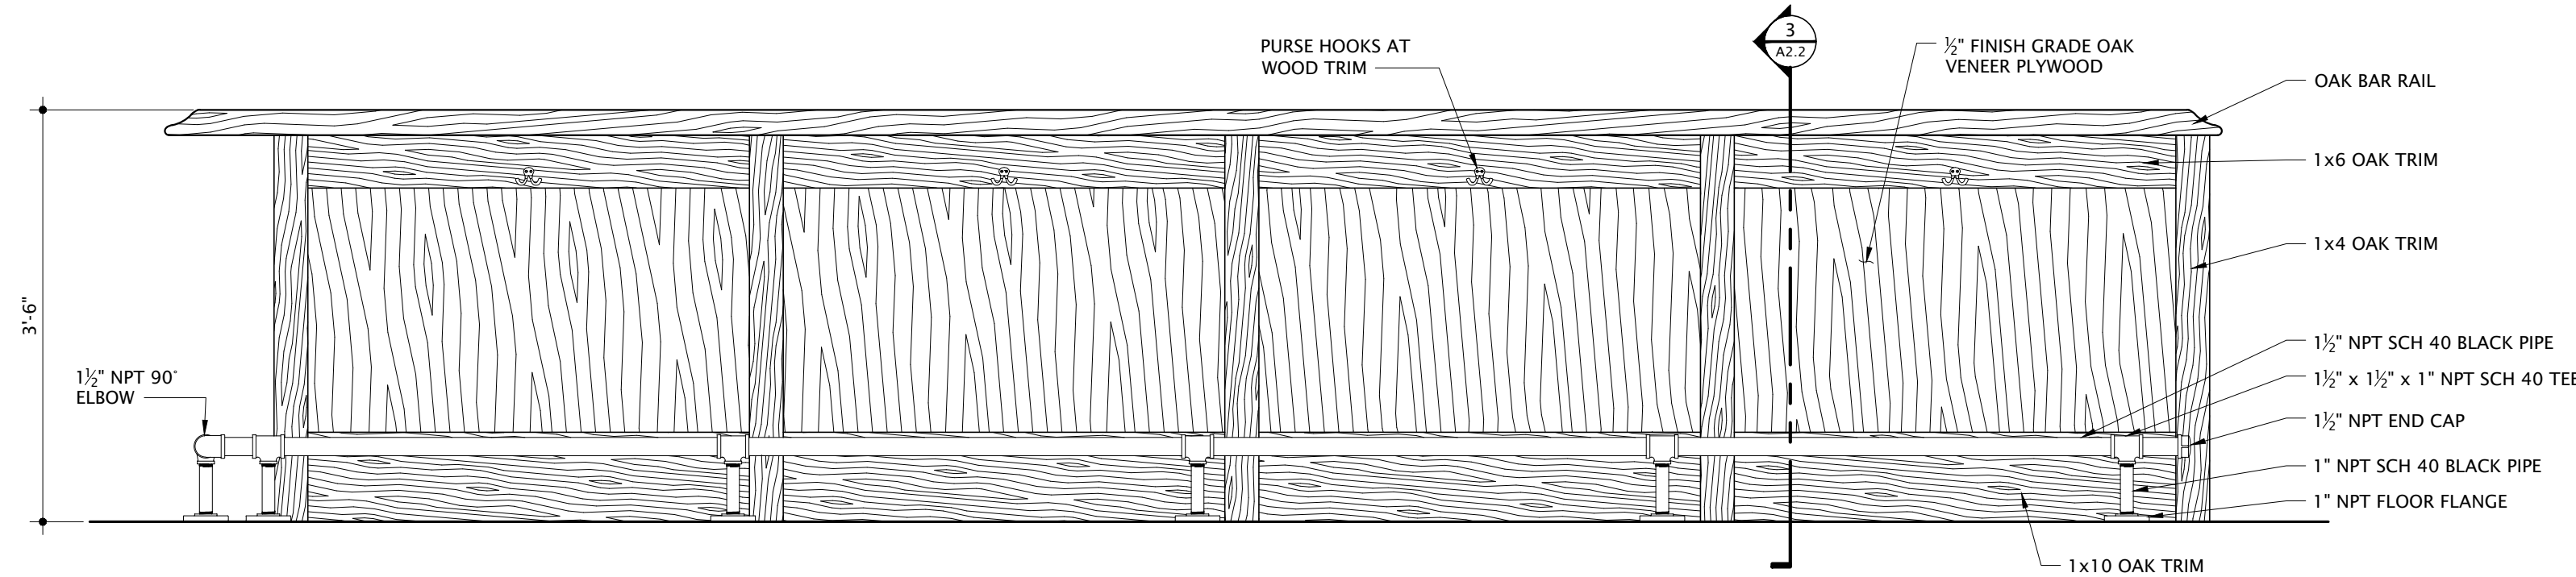 3
A2.2
PURSE HOOKS AT
WOOD TRIM
½" FINISH GRADE OAK
VENEER PLYWOOD
OAK BAR RAIL
1x6 OAK TRIM
1x4 OAK TRIM
3'-6"
1½" NPT 90°
ELBOW
1½" NPT SCH 40 BLACK PIPE
1½" x 1½" x 1" NPT SCH 40 TEE
1½" NPT END CAP
1" NPT SCH 40 BLACK PIPE
1" NPT FLOOR FLANGE
1x10 OAK TRIM